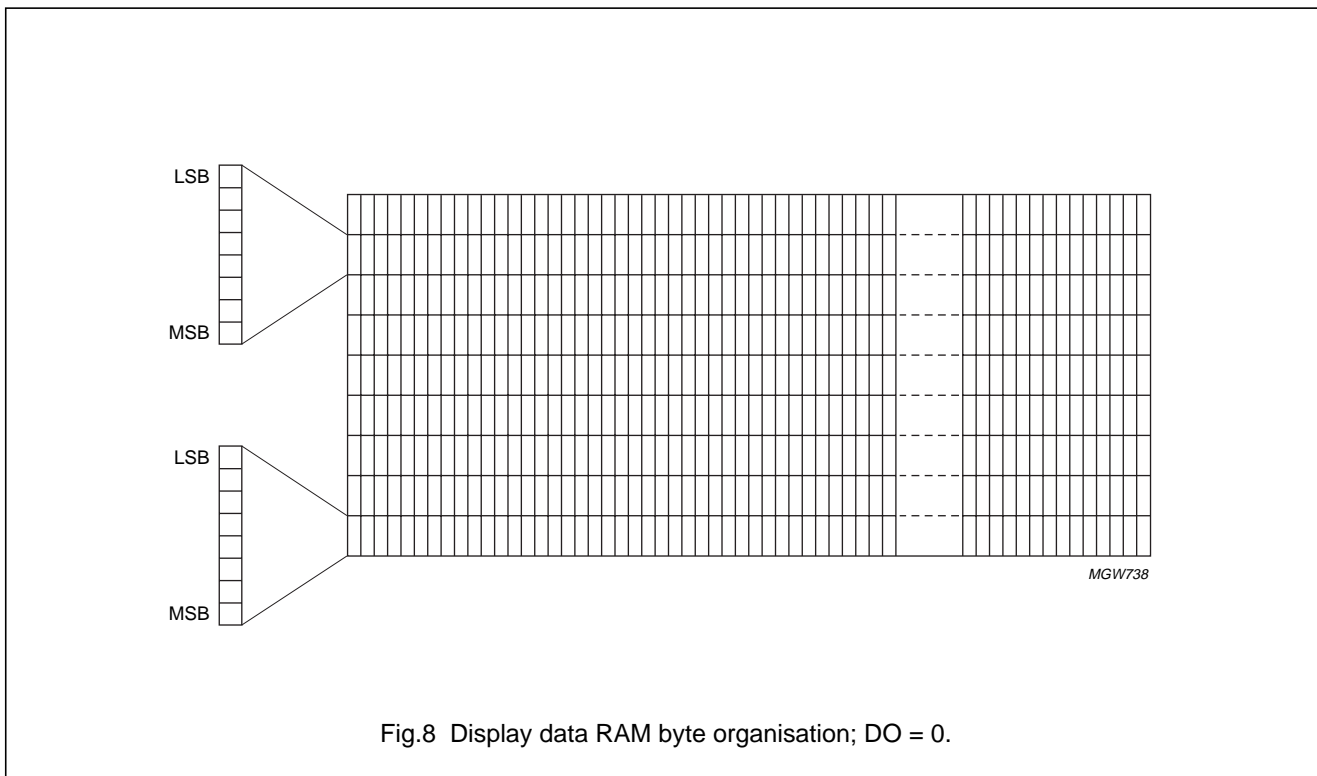 LSB
MSB
LSB
MSB
MGW738
Fig.8 Display data RAM byte organisation; DO = 0.